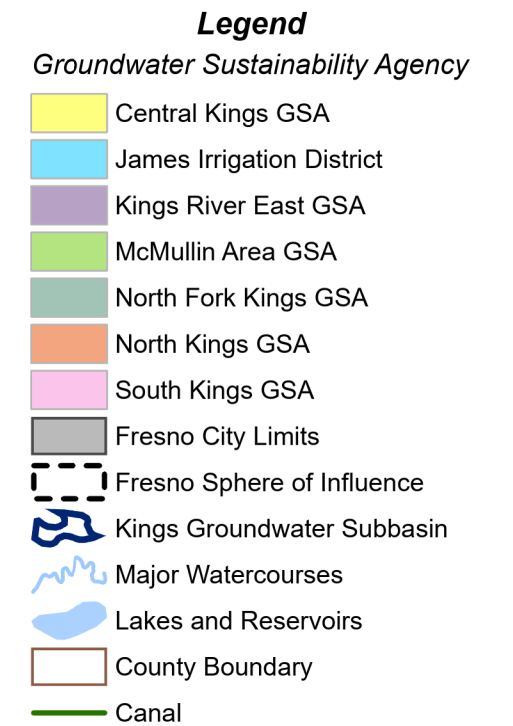 Legend
Groundwater Sustainability Agency
Central Kings GSA
James Irrigation District
Kings River East GSA
McMullin Area GSA
North Fork Kings GSA
North Kings GSA
South Kings GSA
Fresno City Limits
Fresno Sphere of Influence
Kings Groundwater Subbasin
Major Watercourses
Lakes and Reservoirs
County Boundary
Canal